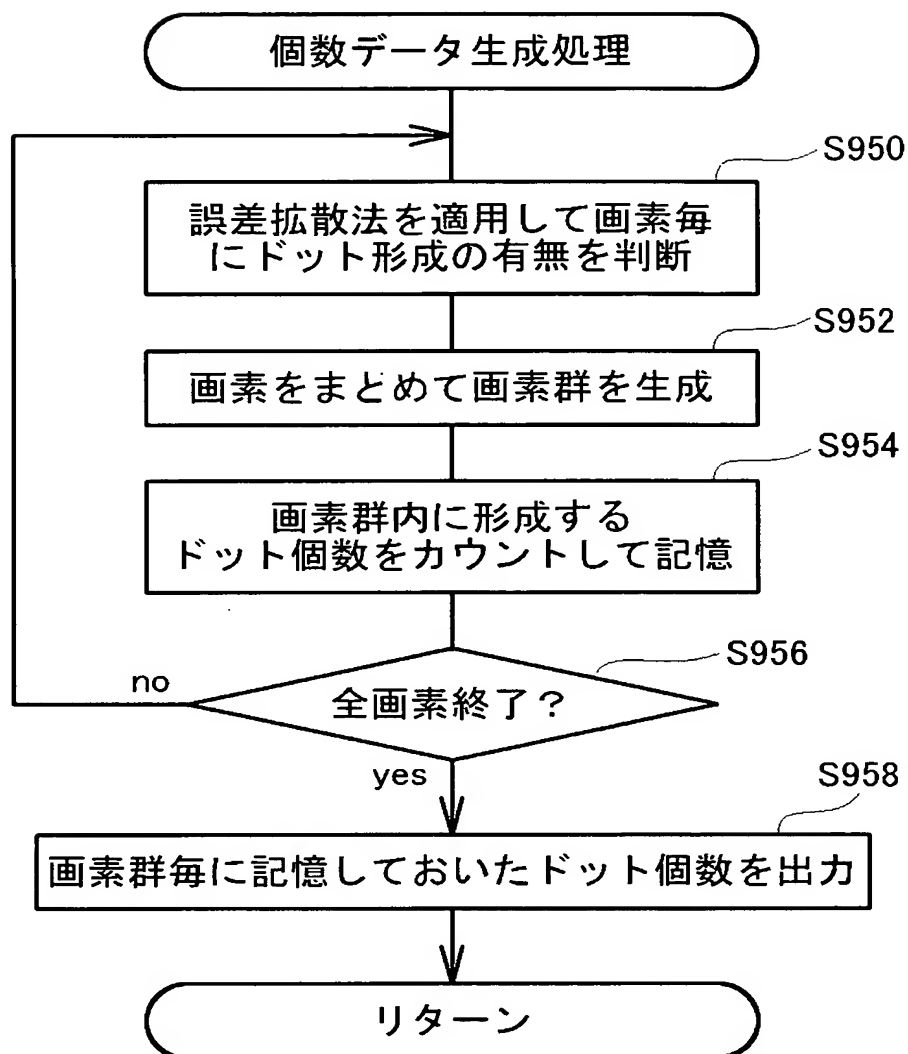 個数データ生成処理
S950
誤差拡散法を適用して画素毎
にドット形成の有無を判断
S952
画素をまとめて画素群を生成
S954
画素群内に形成する
ドット個数をカウントして記憶
S956
no
全画素終了?
yes
S958
画素群毎に記憶しておいたドット個数を出力
リターン